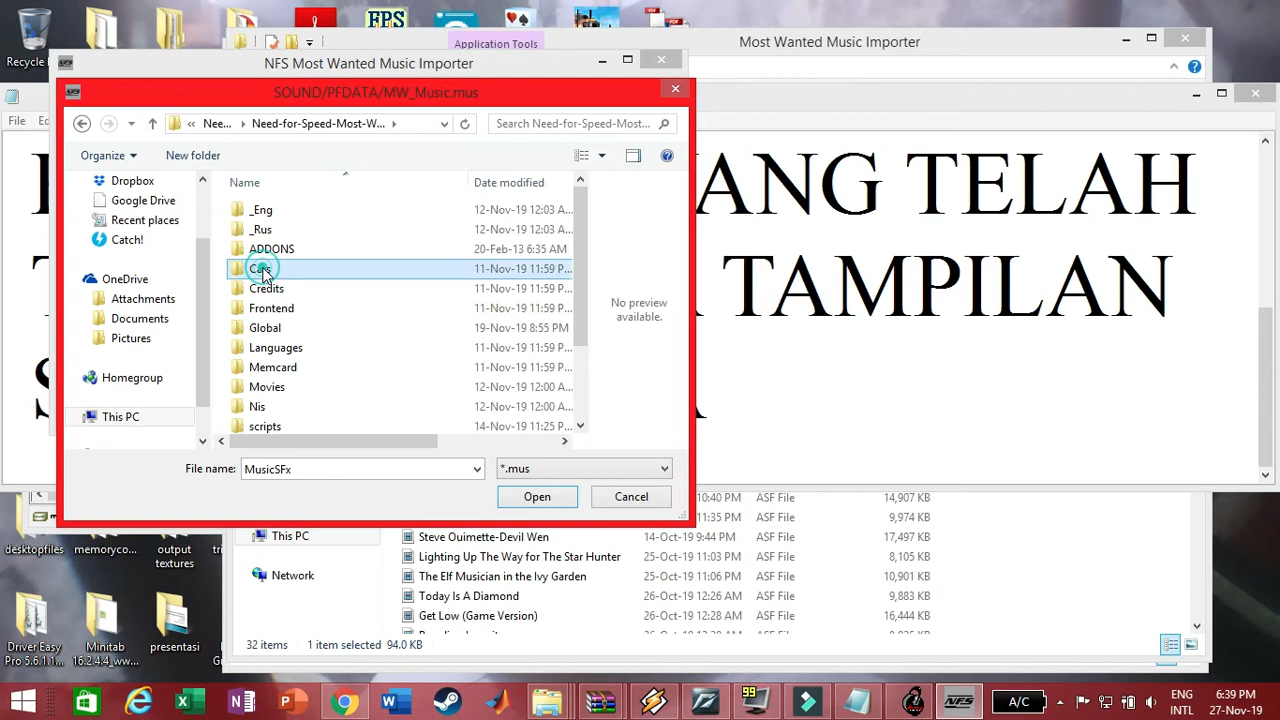 FPS
Recycle
Application Tools
Most Wanted Music Importer
NFS Most Wanted Music Importer
SOUND/PFDATA/MW_Music.mus
File
Nee...
Need-for-Speed-Most-W...
Search Need-for-Speed-Most-...
Organize
New folder
ANG TELAH
TAMPILAN
Name
Date modified
Dropbox
Google Drive
Recent places
Catch!
OneDrive
Attachments
Documents
Pictures
Homegroup
This PC
_Eng
12-Nov-19 12:03 A...
_Rus
12-Nov-19 12:03 A...
ADDONS
20-Feb-13 6:35 AM
Cars
11-Nov-19 11:59 P...
Credits
11-Nov-19 11:59 P...
Frontend
11-Nov-19 11:59 P...
Global
19-Nov-19 8:55 PM
Languages
11-Nov-19 11:59 P...
Memcard
11-Nov-19 11:59 P...
Movies
12-Nov-19 12:00 A...
Nis
12-Nov-19 12:00 A...
scripts
14-Nov-19 11:25 P...
No preview
available.
File name:
MusicSFx
*.mus
Open
Cancel
10:40 PM ASF File 14,907 KB
11:35 PM ASF File 9,974 KB
Steve Ouimette-Devil Wen 14-Oct-19 9:44 PM ASF File 17,497 KB
Lighting Up The Way for The Star Hunter 25-Oct-19 11:03 PM ASF File 8,105 KB
The Elf Musician in the Ivy Garden 25-Oct-19 11:06 PM ASF File 10,901 KB
Today Is A Diamond 26-Oct-19 12:26 AM ASF File 9,883 KB
Get Low (Game Version) 26-Oct-19 12:28 AM ASF File 16,444 KB
This PC
Network
32 items 1 item selected 94.0 KB
desktopfiles
memoryco...
output
textures
Driver Easy
Pro 5.6.1.1...
Minitab
16.2.4.4_ww...
presentasi
99
NFS
A/C
ENG
INTL
6:39 PM
27-Nov-19